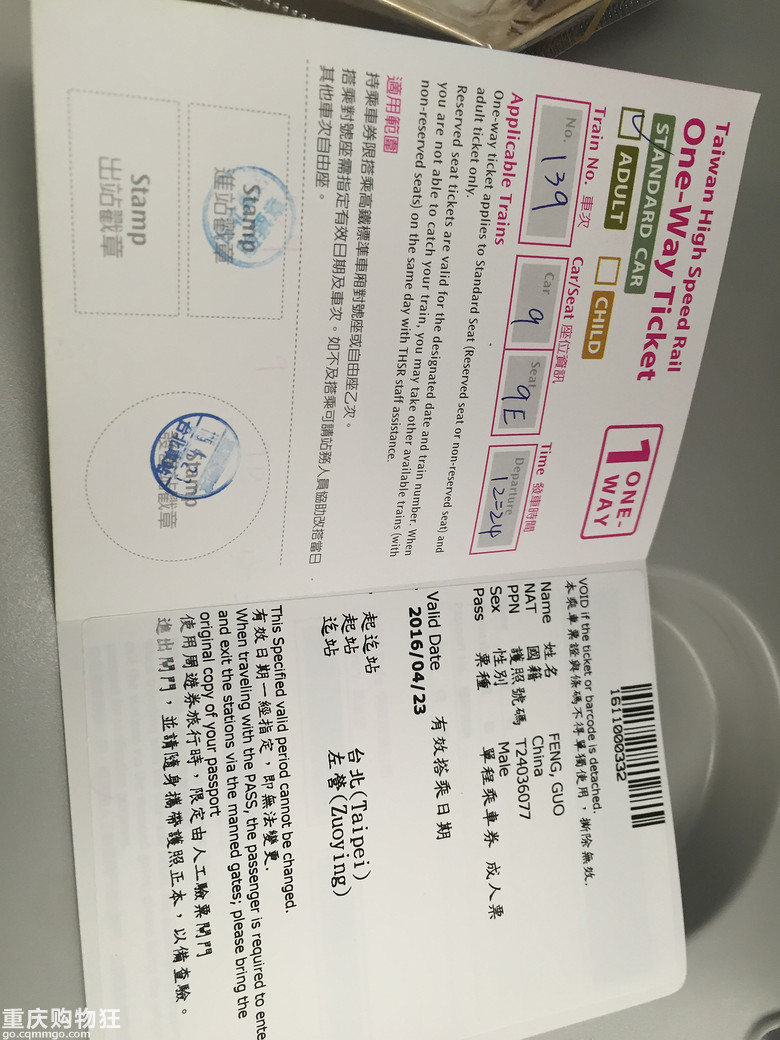 Taiwan High Speed Rail
One-Way Ticket
1 ONE-WAY
STANDARD CAR
ADULT
CHILD
Train No. 車次
Car/Seat 座位資訊
Time 發車時間
No.
139
Car
9
Seat
9E
Departure
12=24
Applicable Trains
One-way ticket applies to Standard Seat (Reserved seat or non-reserved seat) and
adult ticket only.
Reserved seat tickets are valid for the designated date and train number. When
you are not able to catch your train, you may take other available trains (with
non-reserved seats) on the same day with THSR staff assistance.
適用範圍
持乘車券限搭乘高鐵標準車廂對號座或自由座乙次。
搭乘對號座需指定有效日期及車次。如不及搭乘可請站務人員協助改搭當日
其他車次自由座。
Stamp
進站戳章
Stamp
出站戳章
Stamp
戳章
1611000332
VOID if the ticket or barcode is detached.
本乘車票證與條碼不得單獨使用，撕除無效.
Name 姓名 FENG, GUO
NAT 國籍 China
PPN 護照號碼 T24036077
Sex 性別 Male
Pass 票種 單程乘車券 成人票
Valid Date 有效搭乘日期
2016/04/23
起迄站
起站 台北(Taipei)
迄站 左營(Zuoying)
This Specified valid period cannot be changed.
有效日期一經指定，即無法變更.
When traveling with the PASS, the passenger is required to ente
and exit the stations via the manned gates; please bring the
original copy of your passport
使用周遊券旅行時，限定由人工驗票閘門
進出閘門，並請隨身攜帶護照正本，以備查驗。
重庆购物狂
go.cqmmgo.com